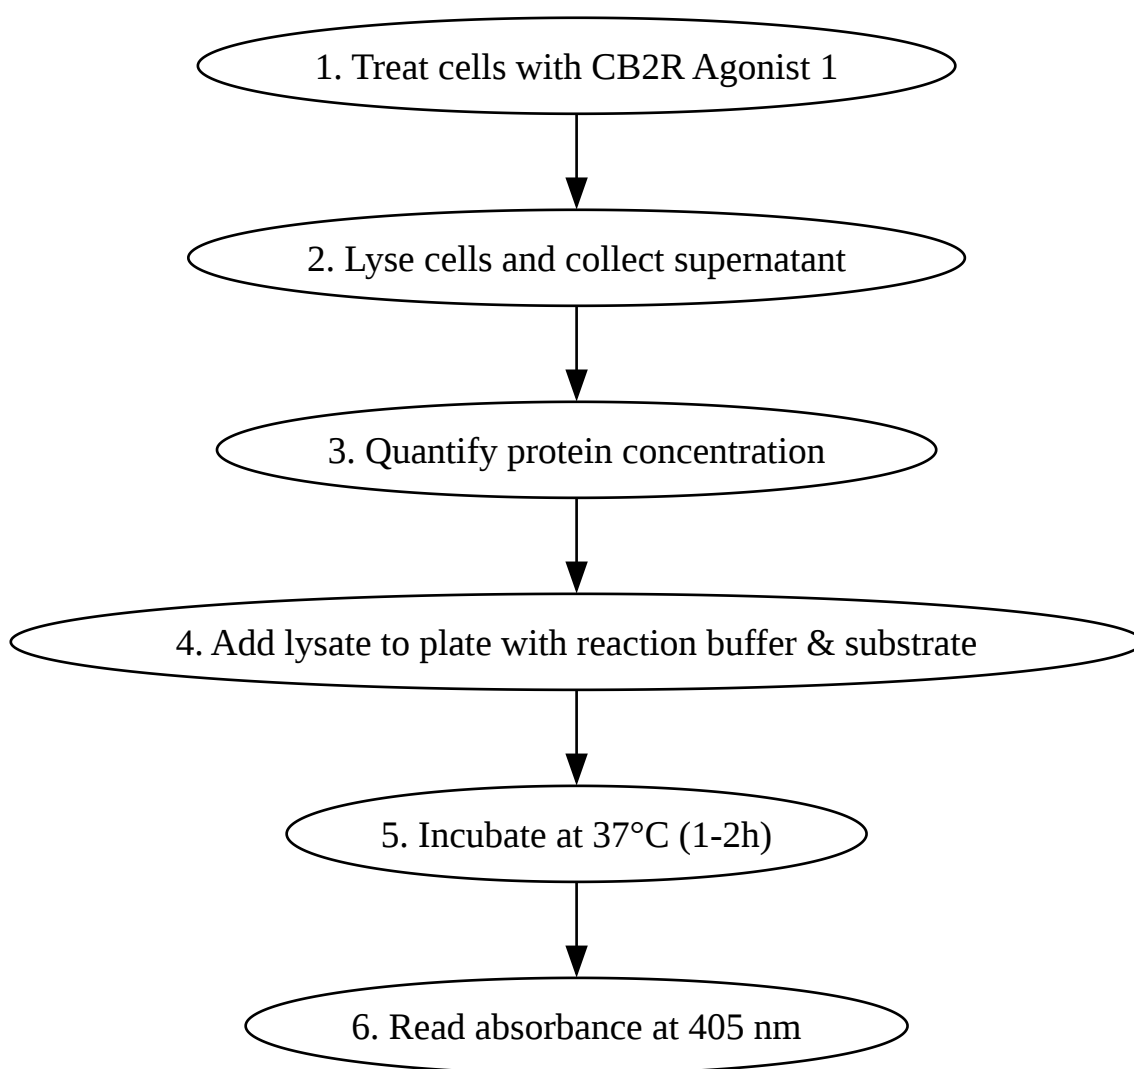 1. Treat cells with CB2R Agonist 1
2. Lyse cells and collect supernatant
3. Quantify protein concentration
4. Add lysate to plate with reaction buffer & substrate
5. Incubate at 37°C (1-2h)
6. Read absorbance at 405 nm